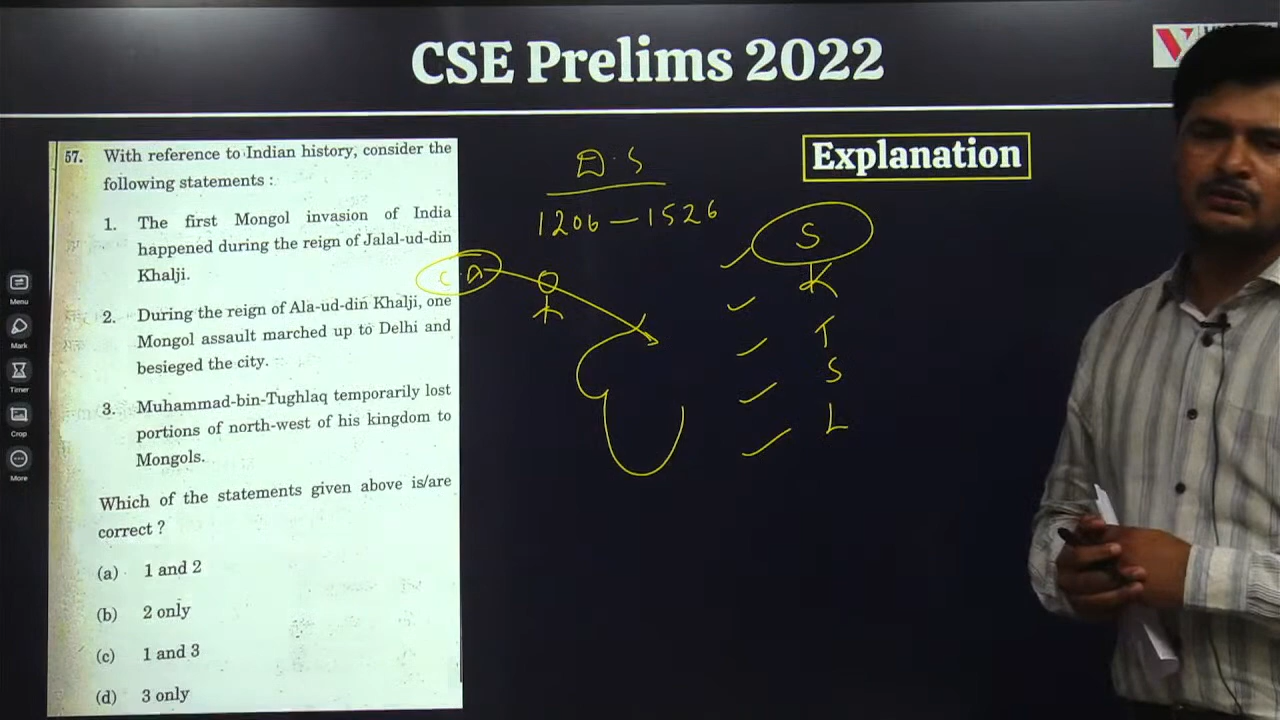 CSE Prelims 2022
V
57. With reference to Indian history, consider the
following statements :
1. The first Mongol invasion of India
happened during the reign of Jalal-ud-din
Khalji.
2. During the reign of Ala-ud-din Khalji, one
Mongol assault marched up to Delhi and
besieged the city.
3. Muhammad-bin-Tughlaq temporarily lost
portions of north-west of his kingdom to
Mongols.
Which of the statements given above is/are
correct ?
(a) 1 and 2
(b) 2 only
(c) 1 and 3
(d) 3 only
D.S
1206 — 1526
C A
Explanation
S
K
T
S
L
Menu
Mark
Timer
Crop
More